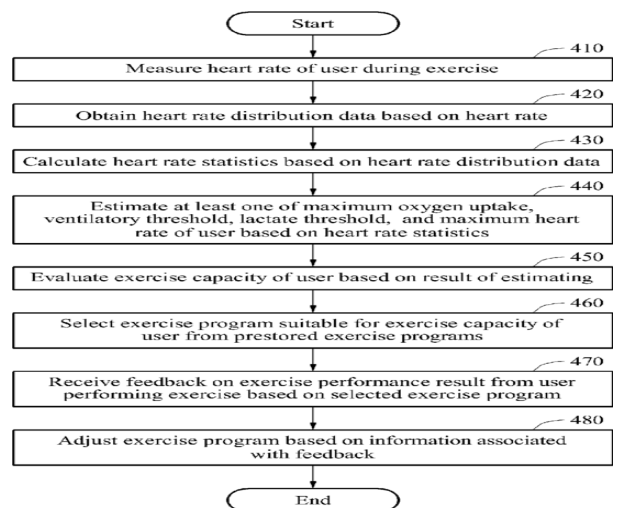 Start
410
Measure heart rate of user during exercise
420
Obtain heart rate distribution data based on heart rate
430
Calculate heart rate statistics based on heart rate distribution data
440
Estimate at least one of maximum oxygen uptake,
ventilatory threshold, lactate threshold, and maximum heart
rate of user based on heart rate statistics
450
Evaluate exercise capacity of user based on result of estimating
460
Select exercise program suitable for exercise capacity of
user from prestored exercise programs
470
Receive feedback on exercise performance result from user
performing exercise based on selected exercise program
480
Adjust exercise program based on information associated
with feedback
End